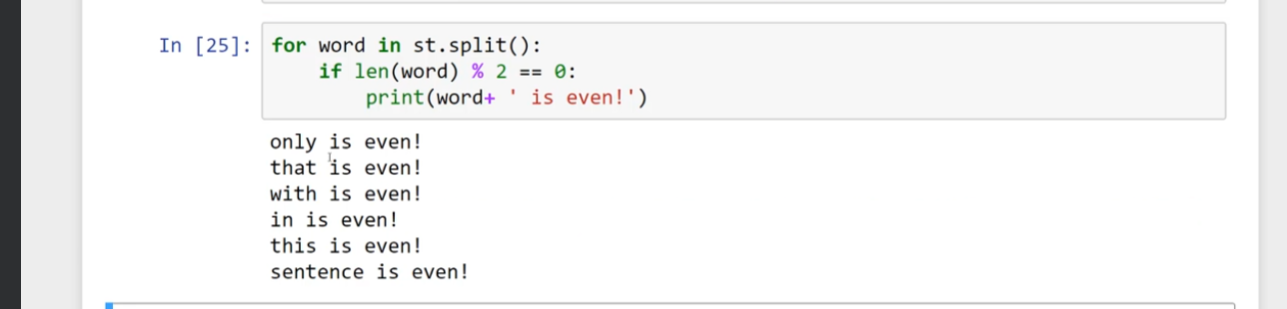 In [25]: for word in st.split():
    if len(word) % 2 == 0:
        print(word+ ' is even!')
only is even!
that is even!
with is even!
in is even!
this is even!
sentence is even!